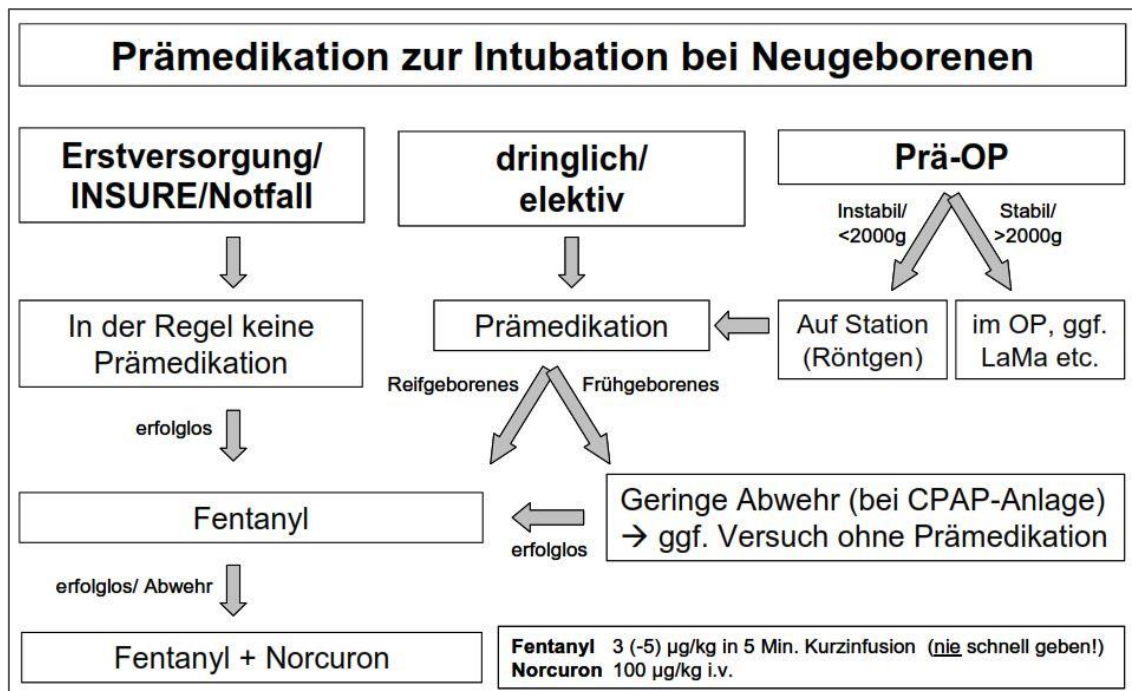 Prämedikation zur Intubation bei Neugeborenen
Erstversorgung/
INSURE/Notfall
dringlich/
elektiv
Prä-OP
Instabil/
<2000g
Stabil/
>2000g
In der Regel keine
Prämedikation
Prämedikation
Auf Station
(Röntgen)
im OP, ggf.
LaMa etc.
Reifgeborenes
Frühgeborenes
erfolglos
Fentanyl
erfolglos
Geringe Abwehr (bei CPAP-Anlage)
→ ggf. Versuch ohne Prämedikation
erfolglos/ Abwehr
Fentanyl + Norcuron
Fentanyl 3 (-5) µg/kg in 5 Min. Kurzinfusion (nie schnell geben!)
Norcuron 100 µg/kg i.v.